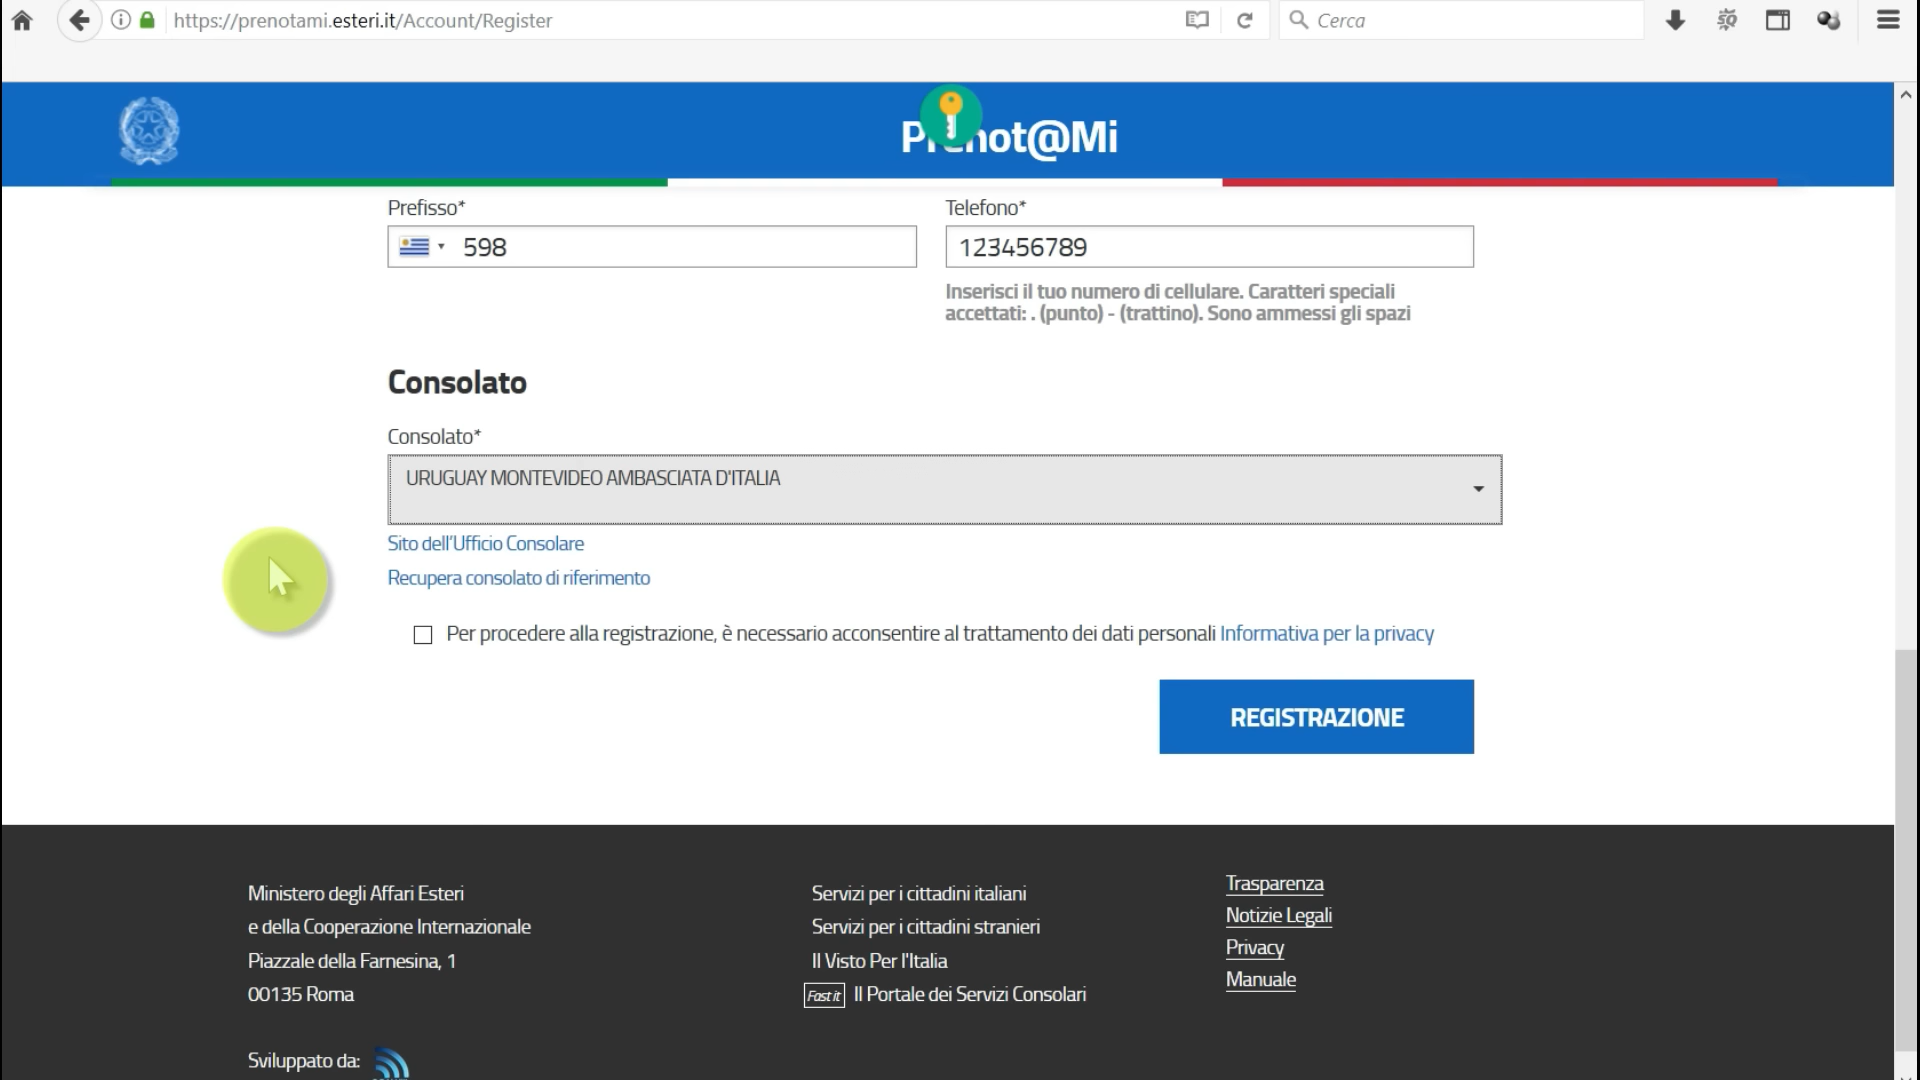 https://prenotami.esteri.it/Account/Register
Cerca
Prenot@Mi
Prefisso*
Telefono*
598
123456789
Inserisci il tuo numero di cellulare. Caratteri speciali
accettati: . (punto) - (trattino). Sono ammessi gli spazi
Consolato
Consolato*
URUGUAY MONTEVIDEO AMBASCIATA D'ITALIA
Sito dell'Ufficio Consolare
Recupera consolato di riferimento
Per procedere alla registrazione, è necessario acconsentire al trattamento dei dati personali Informativa per la privacy
REGISTRAZIONE
Ministero degli Affari Esteri
e della Cooperazione Internazionale
Piazzale della Farnesina, 1
00135 Roma
Servizi per i cittadini italiani
Servizi per i cittadini stranieri
Il Visto Per l'Italia
Fast it Il Portale dei Servizi Consolari
Trasparenza
Notizie Legali
Privacy
Manuale
Sviluppato da: